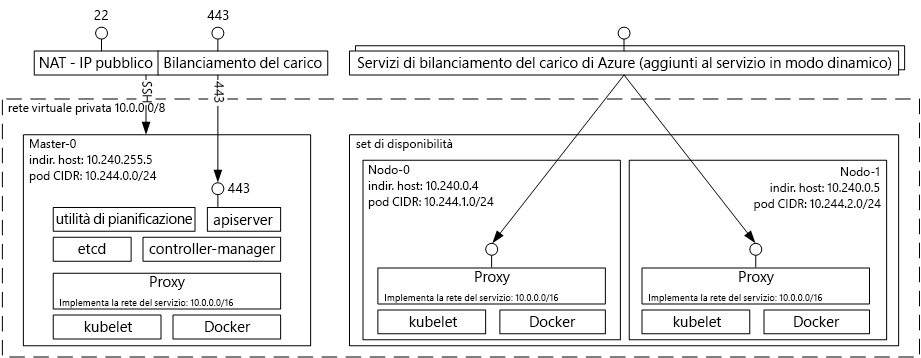 22
443
NAT - IP pubblico
Bilanciamento del carico
Servizi di bilanciamento del carico di Azure (aggiunti al servizio in modo dinamico)
SSH
443
rete virtuale privata 10.0.0.0/8
Master-0
indir. host: 10.240.255.5
pod CIDR: 10.244.0.0/24
443
utilità di pianificazione
apiserver
etcd
controller-manager
Proxy
Implementa la rete del servizio: 10.0.0.0/16
kubelet
Docker
set di disponibilità
Nodo-0
indir. host: 10.240.0.4
pod CIDR: 10.244.1.0/24
Proxy
Implementa la rete del servizio: 10.0.0.0/16
kubelet
Docker
Nodo-1
indir. host: 10.240.0.5
pod CIDR: 10.244.2.0/24
Proxy
Implementa la rete del servizio: 10.0.0.0/16
kubelet
Docker